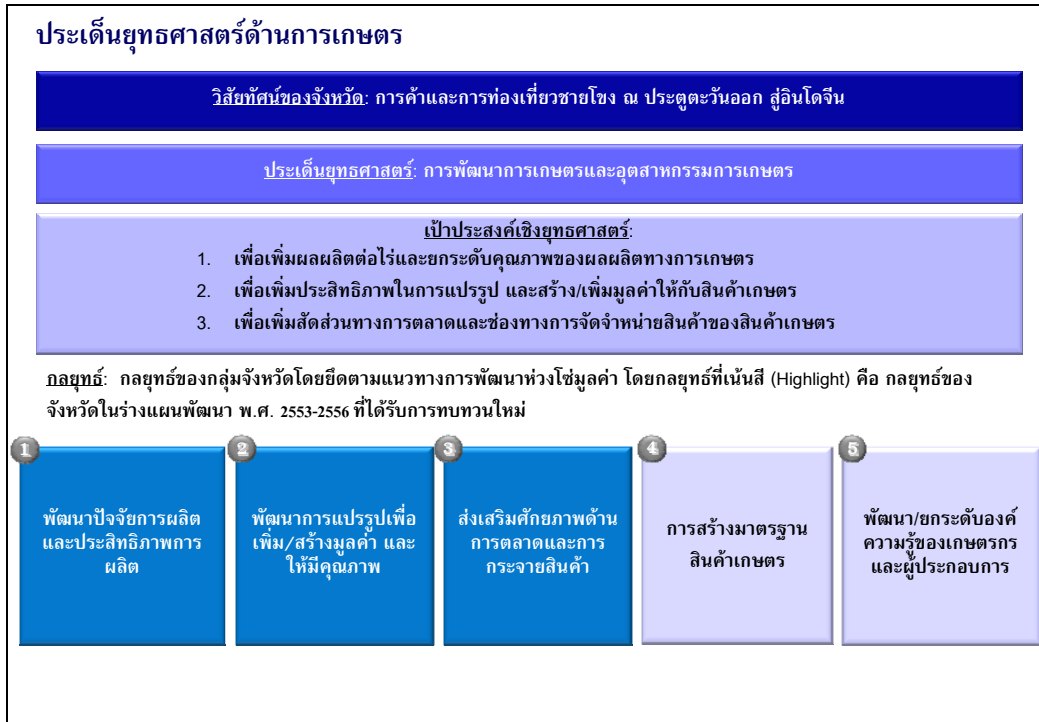 ประเด็นยุทธศาสตร์ด้านการเกษตร
วิสัยทัศน์ของจังหวัด: การค้าและการท่องเที่ยวชายโขง ณ ประตูตะวันออก สู่อินโดจีน
ประเด็นยุทธศาสตร์: การพัฒนาการเกษตรและอุตสาหกรรมการเกษตร
เป้าประสงค์เชิงยุทธศาสตร์:
1. เพื่อเพิ่มผลผลิตต่อไร่และยกระดับคุณภาพของผลผลิตทางการเกษตร
2. เพื่อเพิ่มประสิทธิภาพในการแปรรูป และสร้าง/เพิ่มมูลค่าให้กับสินค้าเกษตร
3. เพื่อเพิ่มสัดส่วนทางการตลาดและช่องทางการจัดจำหน่ายสินค้าของสินค้าเกษตร
กลยุทธ์: กลยุทธ์ของกลุ่มจังหวัดโดยยึดตามแนวทางการพัฒนาห่วงโซ่มูลค่า โดยกลยุทธ์ที่เน้นสี (Highlight) คือ กลยุทธ์ของ
จังหวัดในร่างแผนพัฒนา พ.ศ. 2553-2556 ที่ได้รับการทบทวนใหม่
1
พัฒนาปัจจัยการผลิต
และประสิทธิภาพการ
ผลิต
2
พัฒนาการแปรรูปเพื่อ
เพิ่ม/สร้างมูลค่า และ
ให้มีคุณภาพ
3
ส่งเสริมศักยภาพด้าน
การตลาดและการ
กระจายสินค้า
4
การสร้างมาตรฐาน
สินค้าเกษตร
5
พัฒนา/ยกระดับองค์
ความรู้ของเกษตรกร
และผู้ประกอบการ